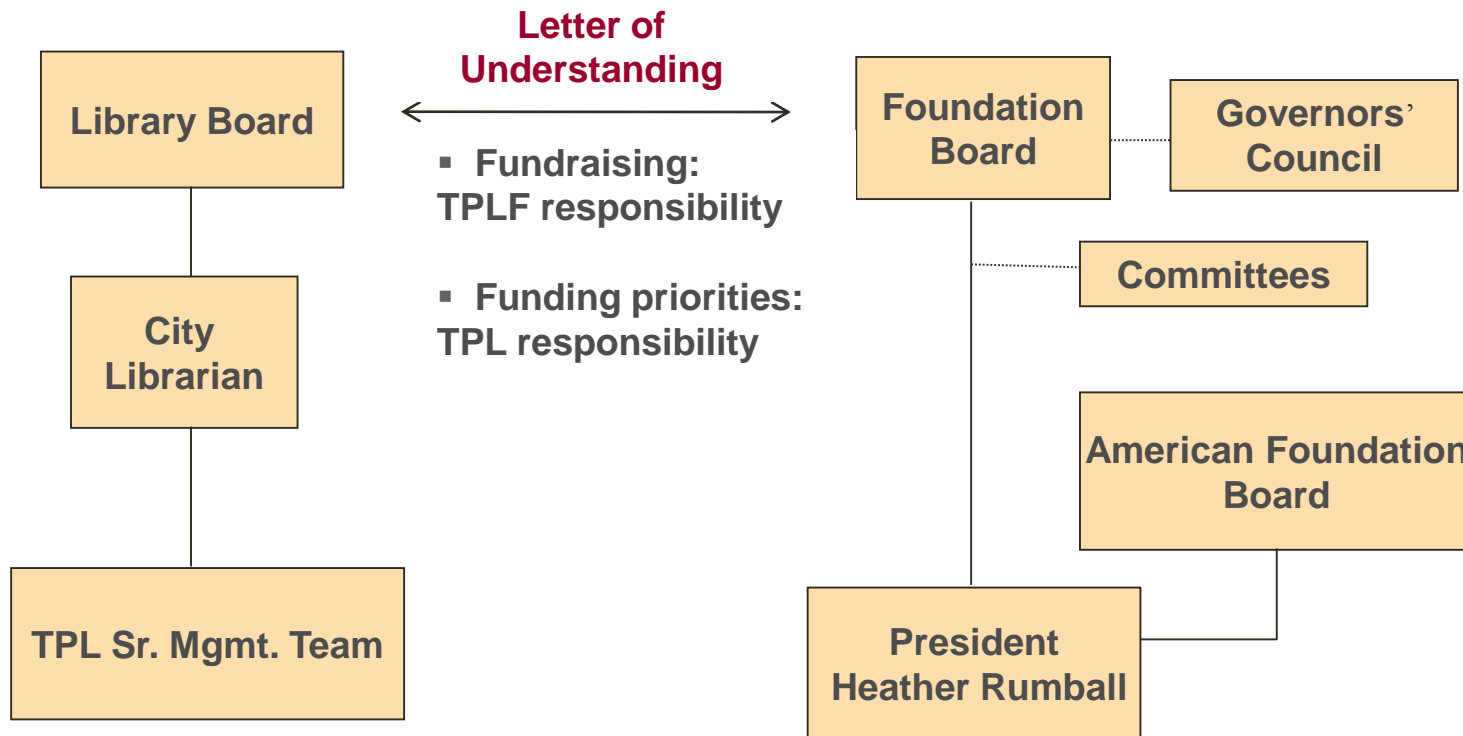 Letter of
Understanding
Library Board
▪ Fundraising:
TPLF responsibility
▪ Funding priorities:
TPL responsibility
City
Librarian
TPL Sr. Mgmt. Team
Foundation
Board
Governors’
Council
Committees
American Foundation
Board
President
Heather Rumball